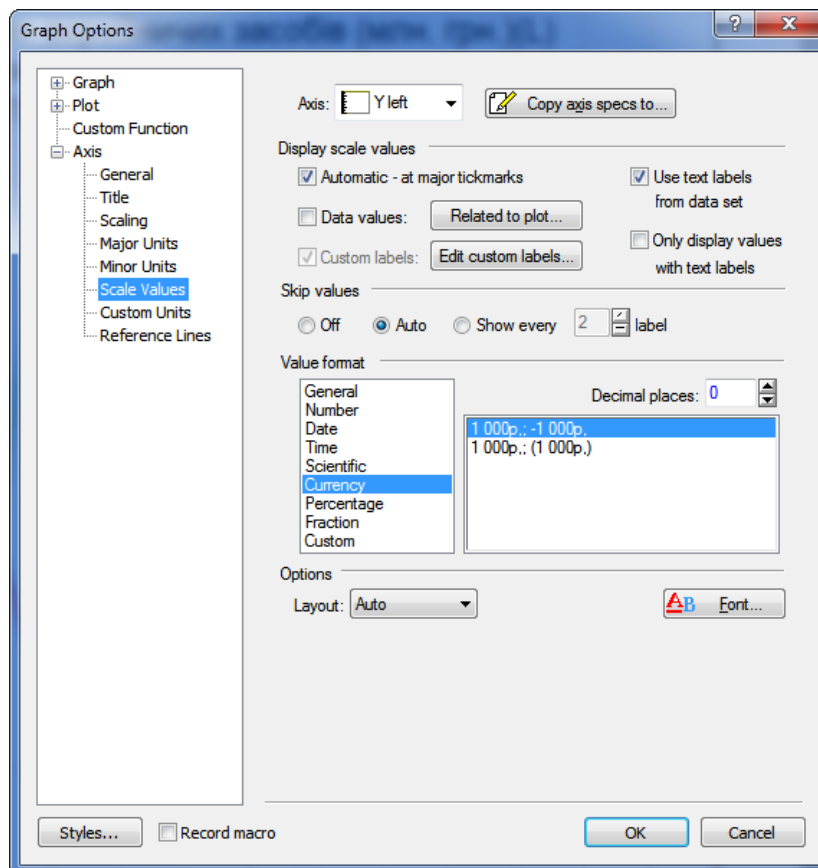 засобів (млн. грн.)(L)
Graph Options
?
Graph
Plot
Custom Function
Axis
General
Title
Scaling
Major Units
Minor Units
Scale Values
Custom Units
Reference Lines
Axis: Y left Copy axis specs to...
Display scale values
Automatic - at major tickmarks
Use text labels
from data set
Data values: Related to plot...
Only display values
with text labels
Custom labels: Edit custom labels...
Skip values
Off Auto Show every 2 label
Value format
General
Number
Date
Time
Scientific
Currency
Percentage
Fraction
Custom
Decimal places: 0
1 000р,; -1 000р,
1 000р,; (1 000р,)
Options
Layout: Auto
AB Font...
Styles... Record macro OK Cancel